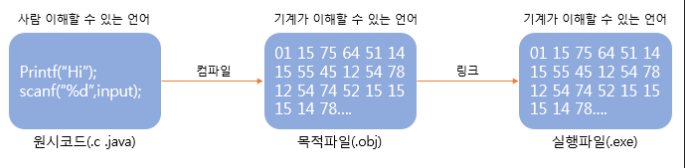 사람 이해할 수 있는 언어
기계가 이해할 수 있는 언어
기계가 이해할 수 있는 언어
Printf("Hi");
scanf("%d",input);
컴파일
01 15 75 64 51 14
15 55 45 12 54 78
12 54 74 52 15 15
15 14 78....
링크
01 15 75 64 51 14
15 55 45 12 54 78
12 54 74 52 15 15
15 14 78....
원시코드(.c .java)
목적파일(.obj)
실행파일(.exe)